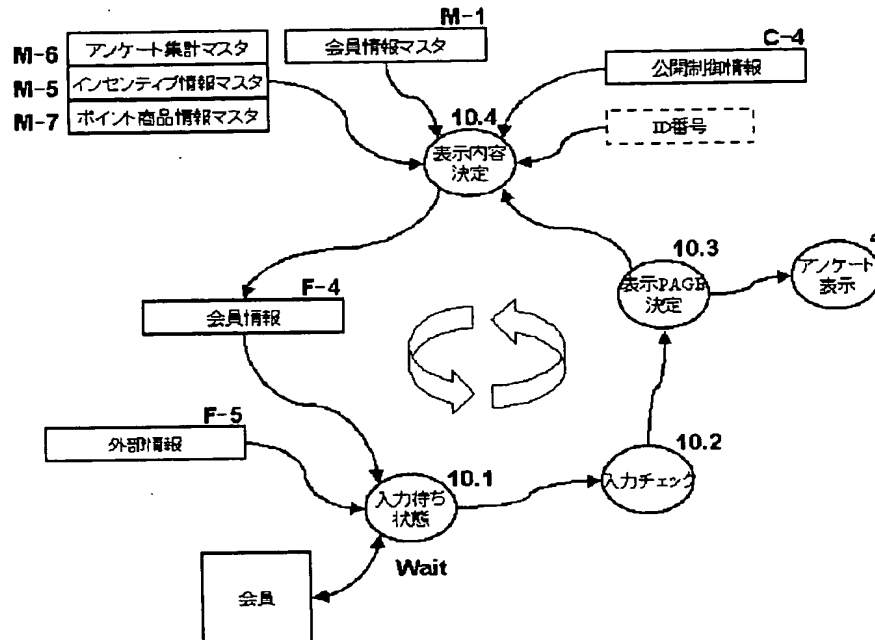 M-1
M-6 アンケート集計マスタ
会員情報マスタ
C-4
M-5 インセンティブ情報マスタ
公開制御情報
M-7 ポイント商品情報マスタ
10.4
ID番号
表示内容
決定
10.3
表示PAGE
決定
アンケート
表示
F-4
会員情報
F-5
外部情報
10.2
入力チェック
10.1
入力待ち
状態
Wait
会員